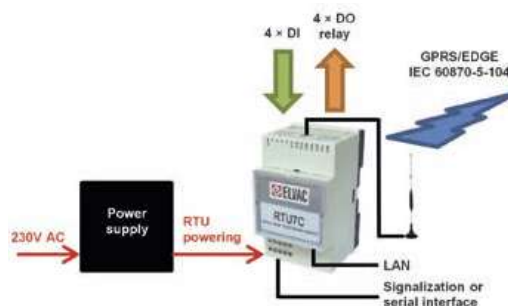 4 × DI
4 × DO
relay
GPRS/EDGE
IEC 60870-5-104
ELVAC
RTU7C
Power
supply
230V AC
RTU
powering
LAN
Signalization or
serial interface